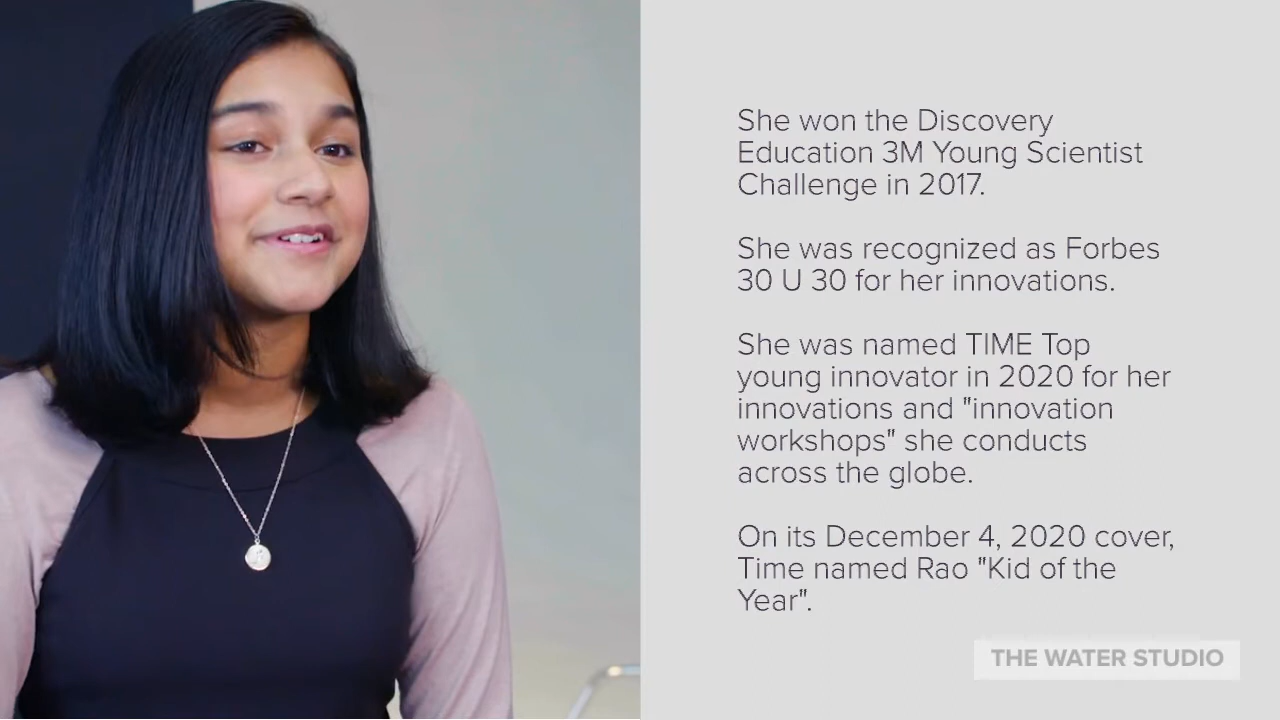 She won the Discovery
Education 3M Young Scientist
Challenge in 2017.
She was recognized as Forbes
30 U 30 for her innovations.
She was named TIME Top
young innovator in 2020 for her
innovations and "innovation
workshops" she conducts
across the globe.
On its December 4, 2020 cover,
Time named Rao "Kid of the
Year".
THE WATER STUDIO